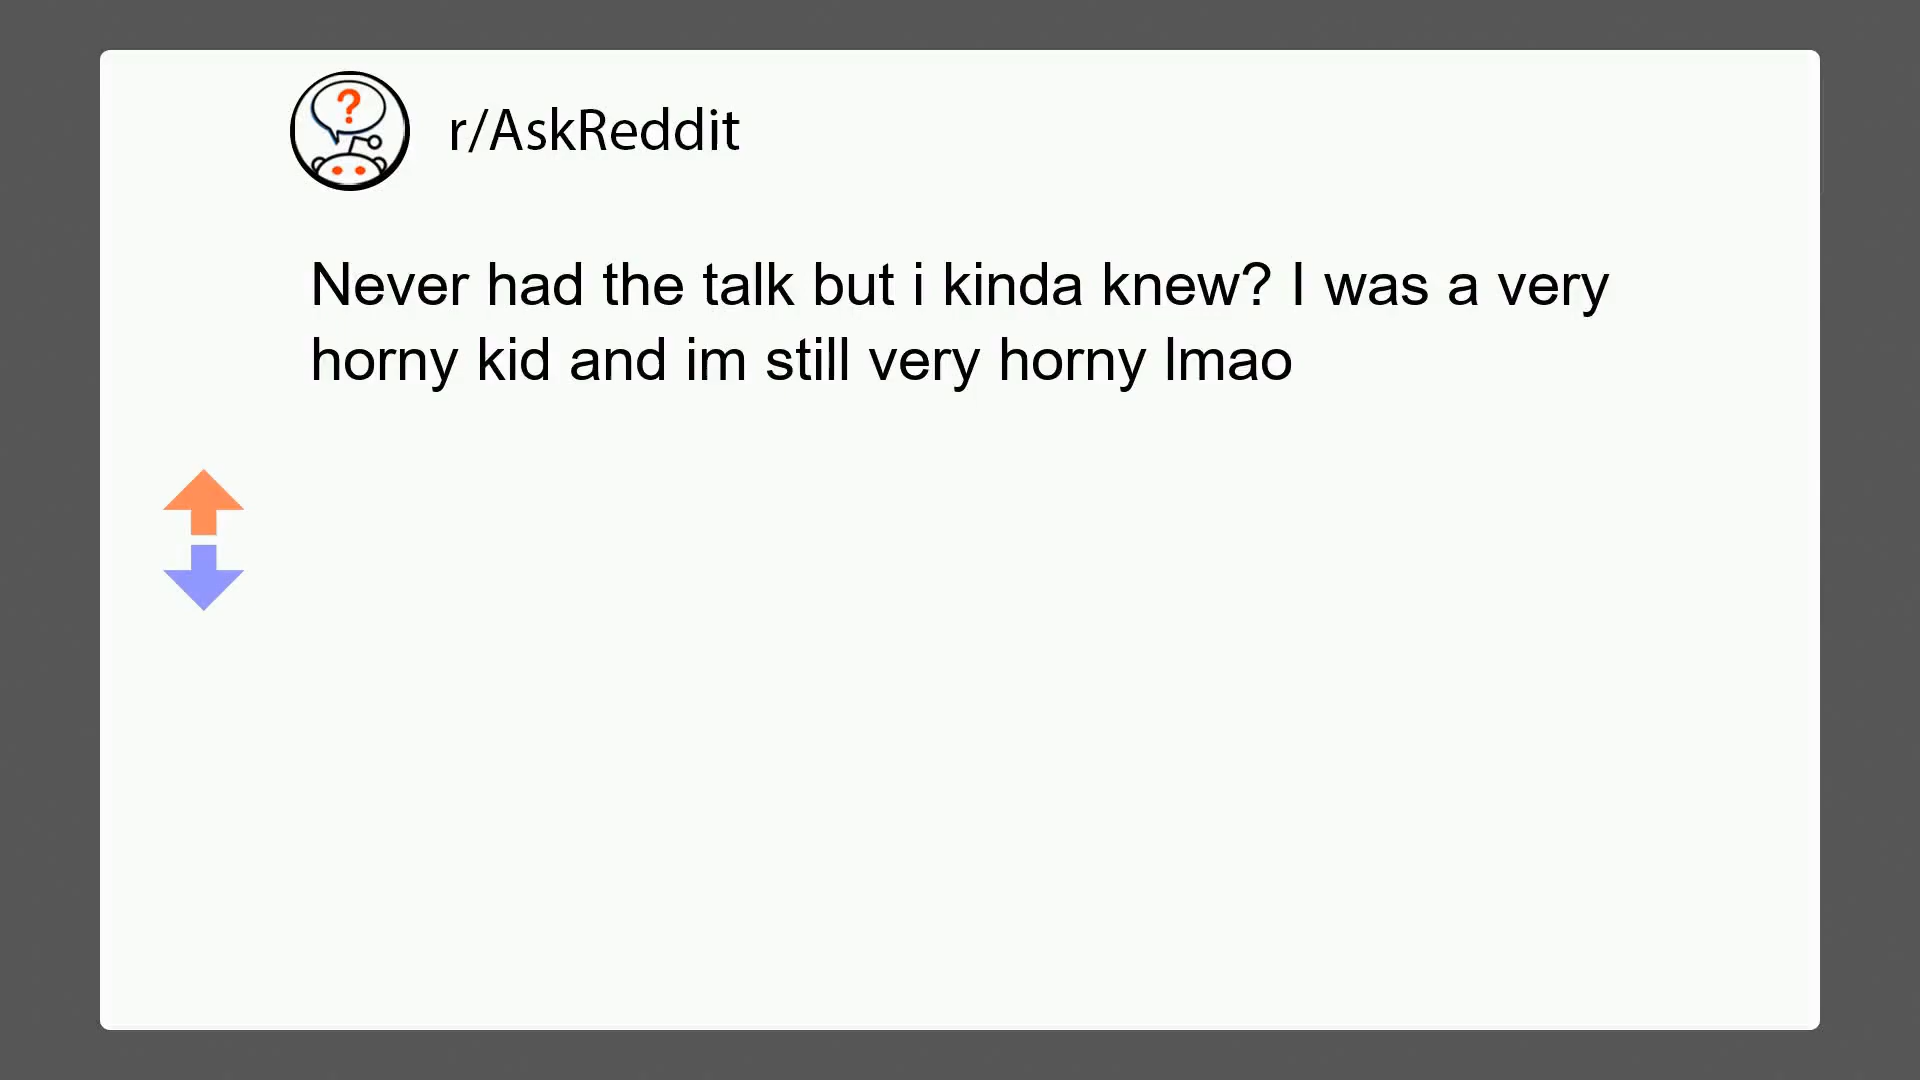 r/AskReddit
Never had the talk but i kinda knew? I was a very
horny kid and im still very horny lmao